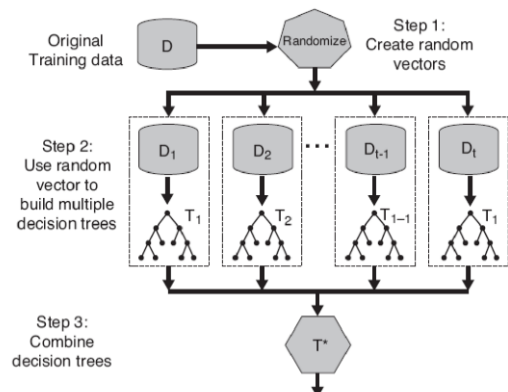 Original
Training data
D
Randomize
Step 1:
Create random
vectors
Step 2:
Use random
vector to
build multiple
decision trees
D1
D2
...
Dt-1
Dt
T1
T2
T1–1
T1
Step 3:
Combine
decision trees
T*